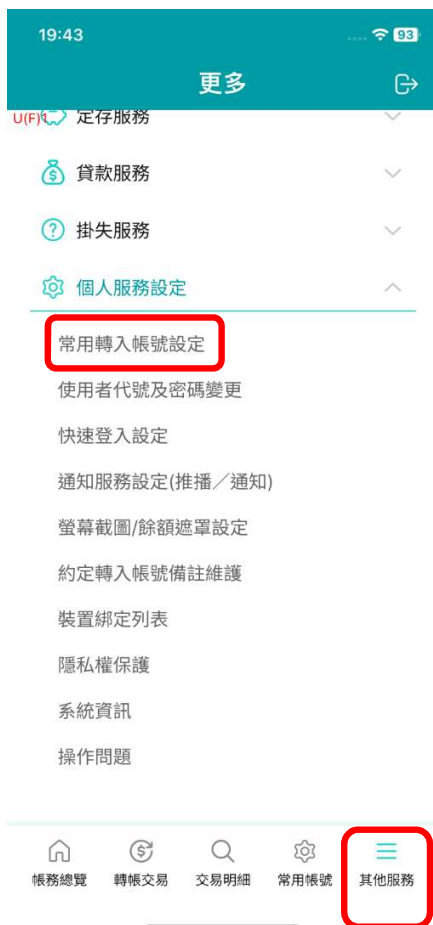 19:43
93
更多
U(F)1
定存服務
貸款服務
掛失服務
個人服務設定
常用轉入帳號設定
使用者代號及密碼變更
快速登入設定
通知服務設定(推播／通知)
螢幕截圖/餘額遮罩設定
約定轉入帳號備註維護
裝置綁定列表
隱私權保護
系統資訊
操作問題
帳務總覽 轉帳交易 交易明細 常用帳號 其他服務